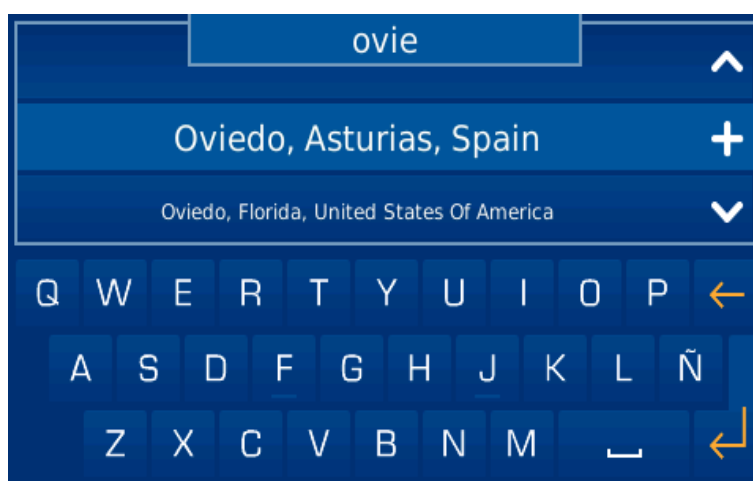 ovie
Oviedo, Asturias, Spain
Oviedo, Florida, United States Of America
Q W E R T Y U I O P
A S D F G H J K L Ñ
Z X C V B N M